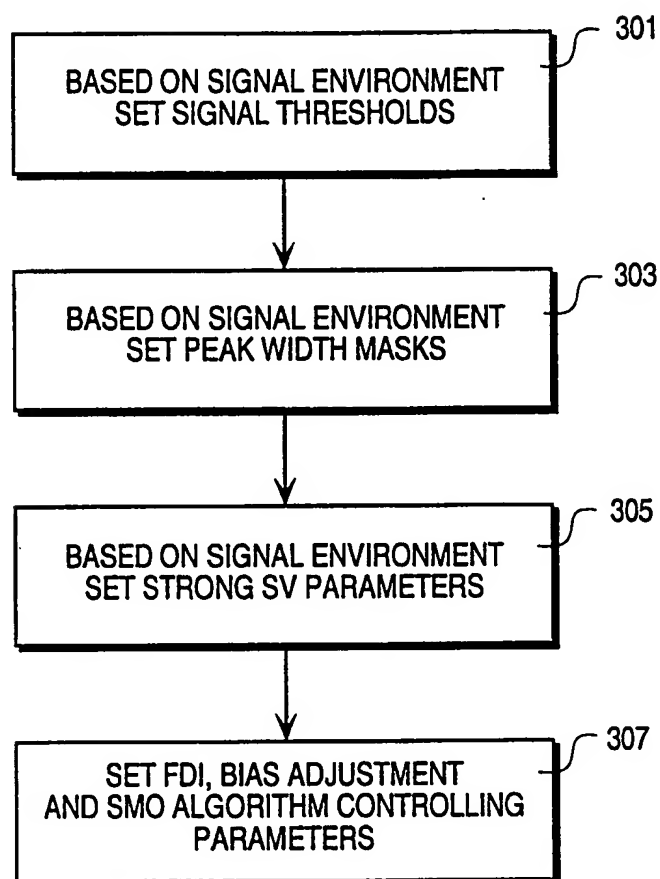 301
BASED ON SIGNAL ENVIRONMENT
SET SIGNAL THRESHOLDS
303
BASED ON SIGNAL ENVIRONMENT
SET PEAK WIDTH MASKS
305
BASED ON SIGNAL ENVIRONMENT
SET STRONG SV PARAMETERS
307
SET FDI, BIAS ADJUSTMENT
AND SMO ALGORITHM CONTROLLING
PARAMETERS